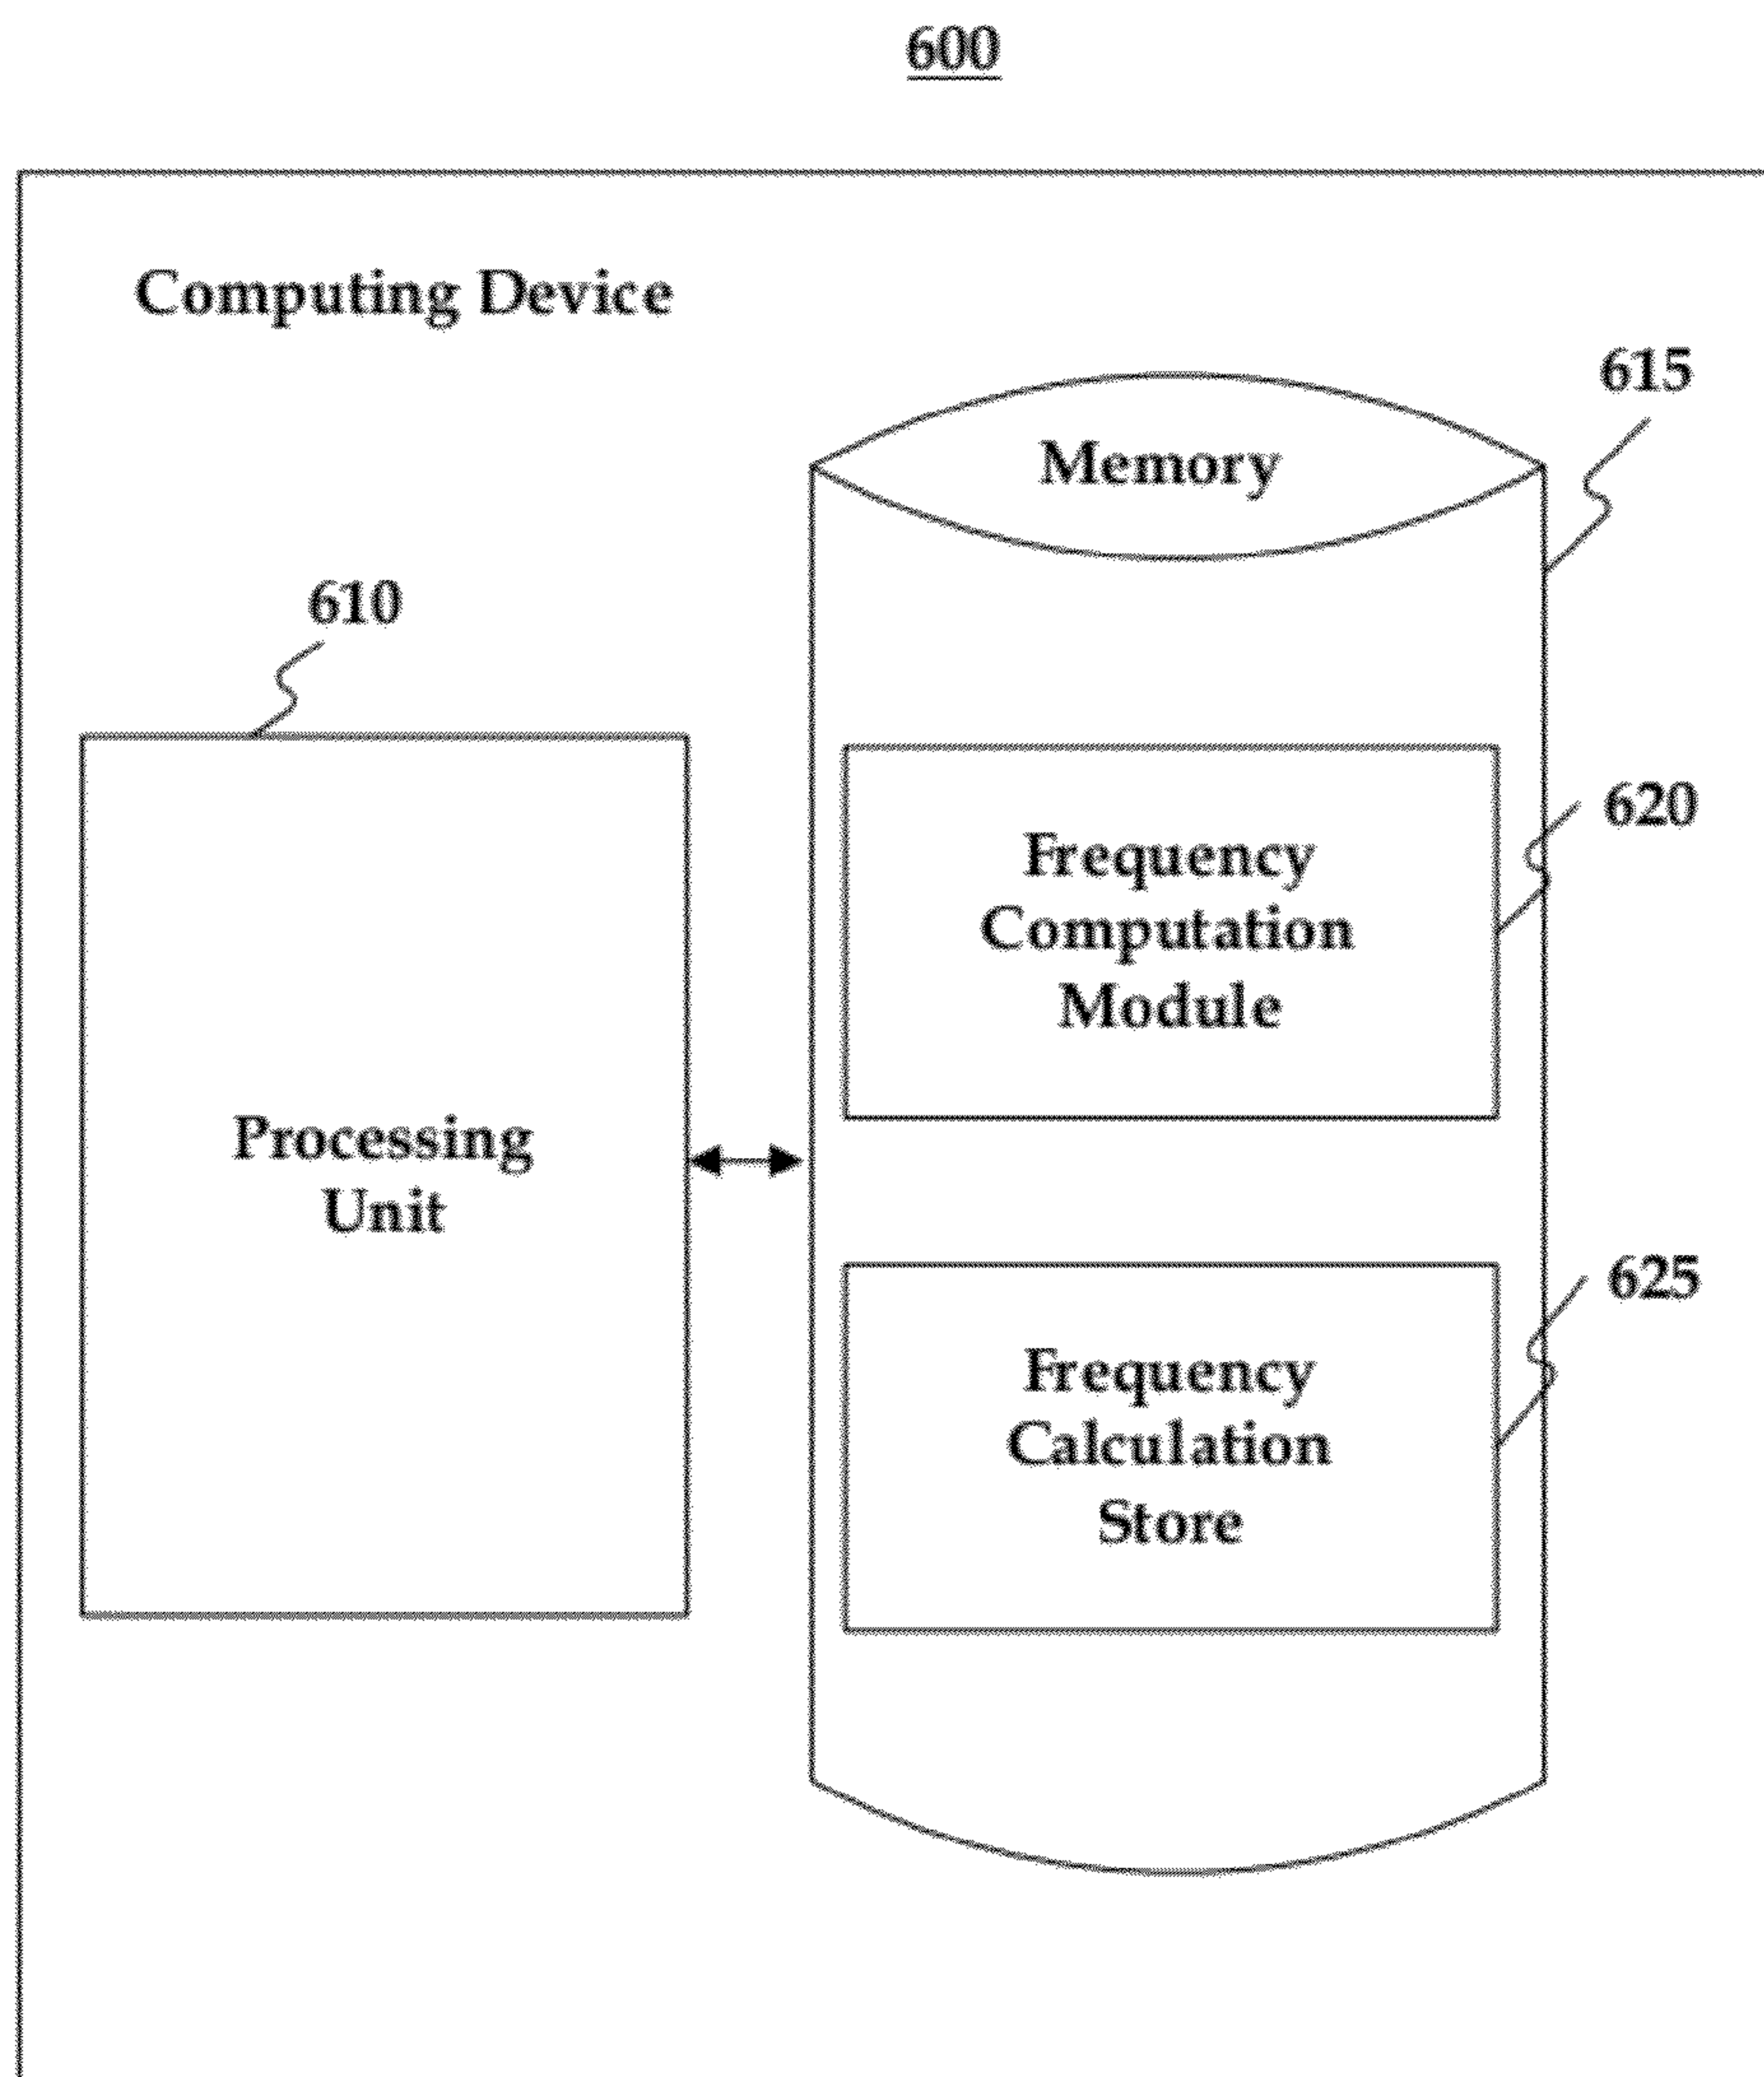 600
Computing Device
615
Memory
610
620
Frequency
Computation
Module
Processing
Unit
625
Frequency
Calculation
Store